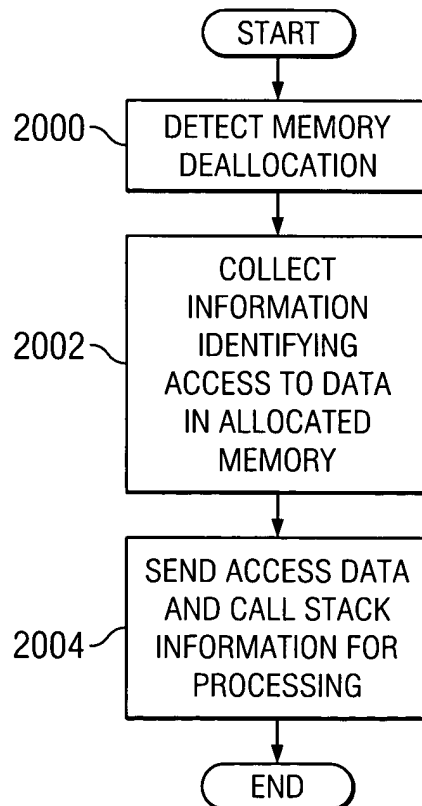 START
2000
DETECT MEMORY
DEALLOCATION
2002
COLLECT
INFORMATION
IDENTIFYING
ACCESS TO DATA
IN ALLOCATED
MEMORY
2004
SEND ACCESS DATA
AND CALL STACK
INFORMATION FOR
PROCESSING
END